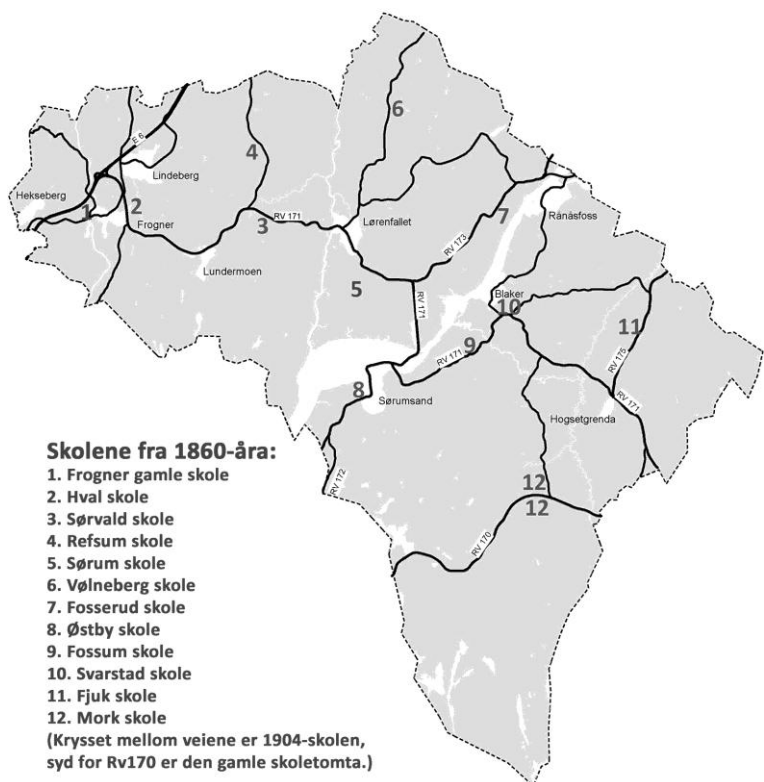 6
E 6
4
Lindeberg
Hekseberg
1
2
Frogner
RV 171
3
Lørenfallet
7
Rånåsfoss
RV 173
Lundermoen
5
RV 171
Blaker
10
11
RV 171
9
RV 175
8
Sørumsand
RV 171
Hogsetgrenda
RV 172
12
12
RV 170
Skolene fra 1860-åra:
1. Frogner gamle skole
2. Hval skole
3. Sørvald skole
4. Refsum skole
5. Sørum skole
6. Vølneberg skole
7. Fosserud skole
8. Østby skole
9. Fossum skole
10. Svarstad skole
11. Fjuk skole
12. Mork skole
(Krysset mellom veiene er 1904-skolen,
syd for Rv170 er den gamle skoletomta.)